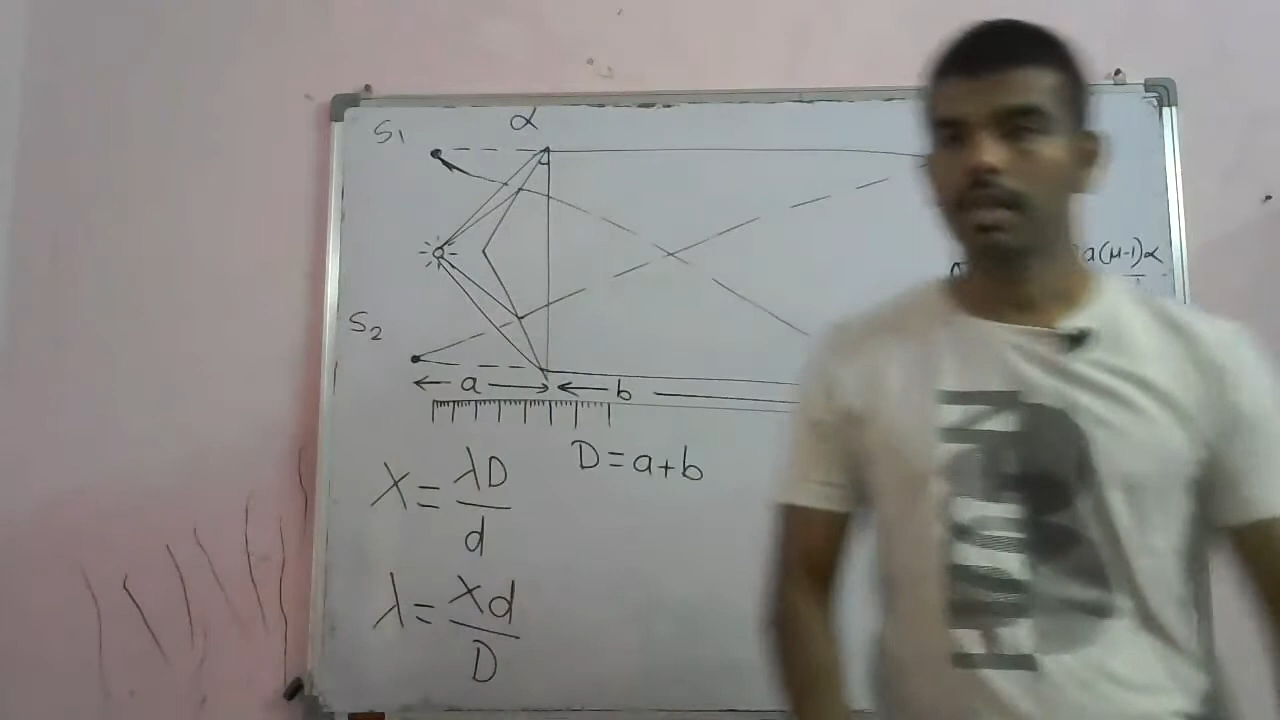 S1
α
S2
a(μ-1)α
← a → ← b
D=a+b
X=λD/d
λ=Xd/D